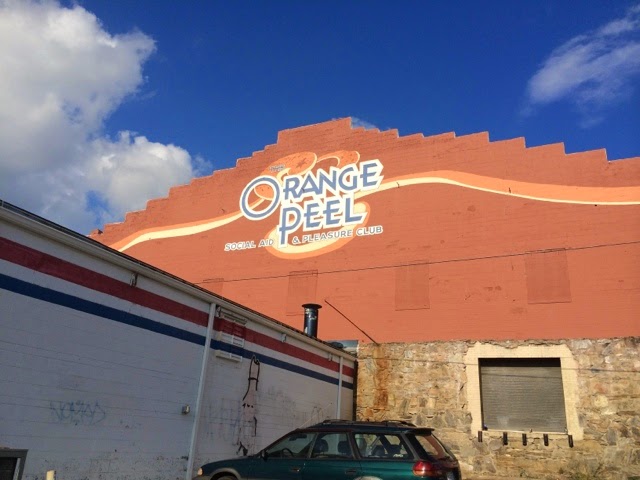 ORANGE
PEEL
SOCIAL AID & PLEASURE CLUB